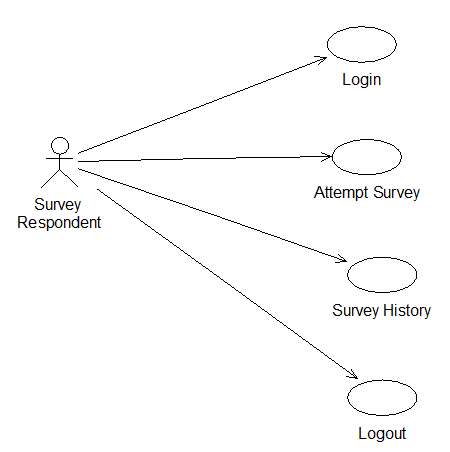 Login
Attempt Survey
Survey
Respondent
Survey History
Logout